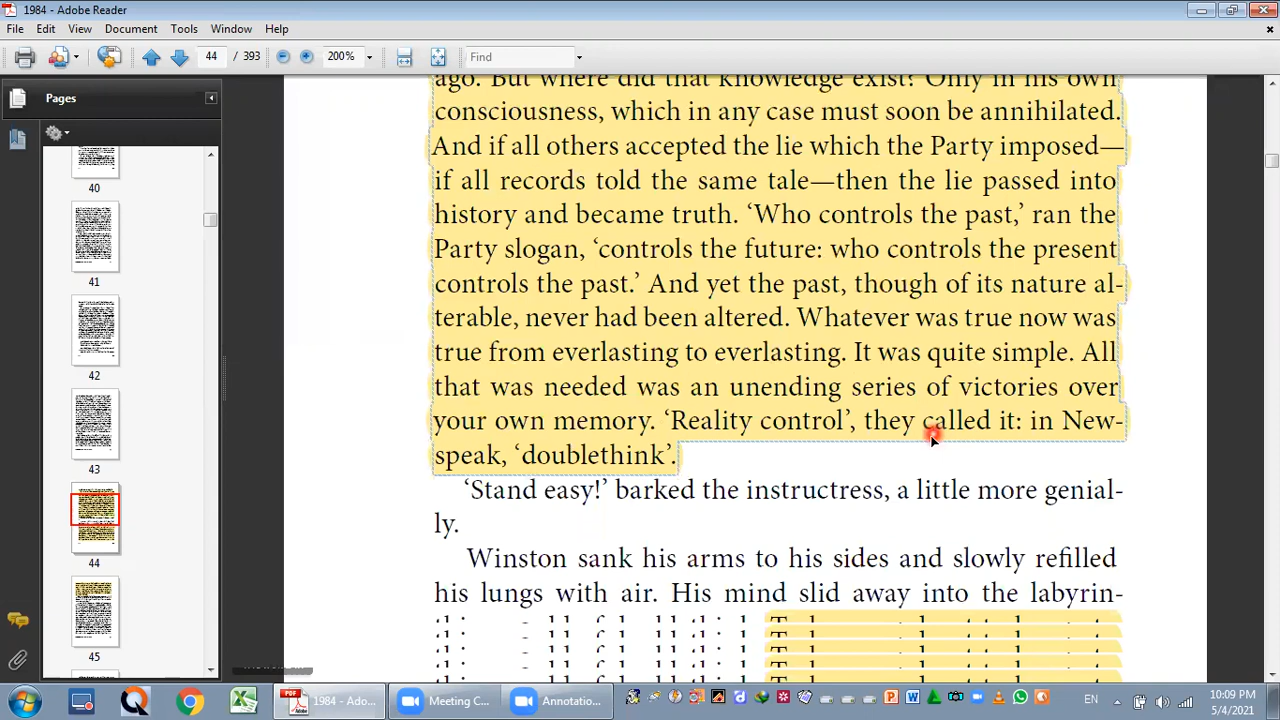 1984 - Adobe Reader
File Edit View Document Tools Window Help
44 / 393 200% Find
Pages
40
41
42
43
44
45
ago. But where did that knowledge exist? Only in his own
consciousness, which in any case must soon be annihilated.
And if all others accepted the lie which the Party imposed—
if all records told the same tale—then the lie passed into
history and became truth. ‘Who controls the past,’ ran the
Party slogan, ‘controls the future: who controls the present
controls the past.’ And yet the past, though of its nature al-
terable, never had been altered. Whatever was true now was
true from everlasting to everlasting. It was quite simple. All
that was needed was an unending series of victories over
your own memory. ‘Reality control’, they called it: in New-
speak, ‘doublethink’.
‘Stand easy!’ barked the instructress, a little more genial-
ly.
Winston sank his arms to his sides and slowly refilled
his lungs with air. His mind slid away into the labyrin-
1984 - Ado... Meeting C... Annotatio... EN 10:09 PM
5/4/2021